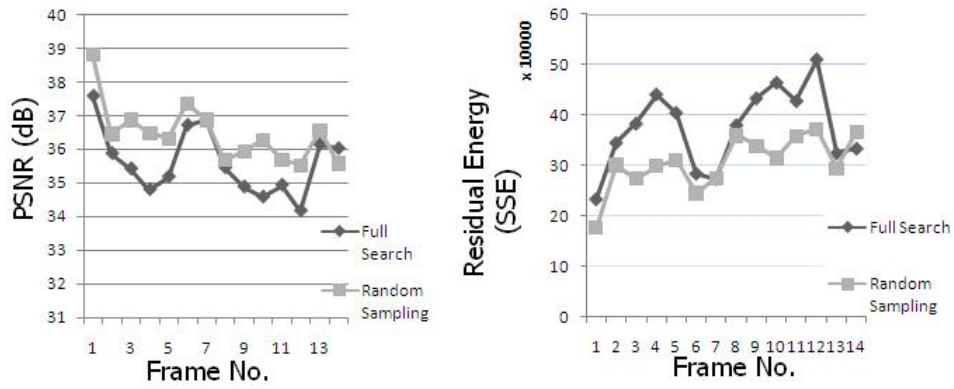 40
39
38
37
36
35
34
33
32
31
PSNR (dB)
1 3 5 7 9 11 13
Frame No.
Full
Search
Random
Sampling
60
50
40
30
20
10
0
x 10000
Residual Energy
(SSE)
1 2 3 4 5 6 7 8 9 10 11 12 13 14
Frame No.
Full Search
Random
Sampling